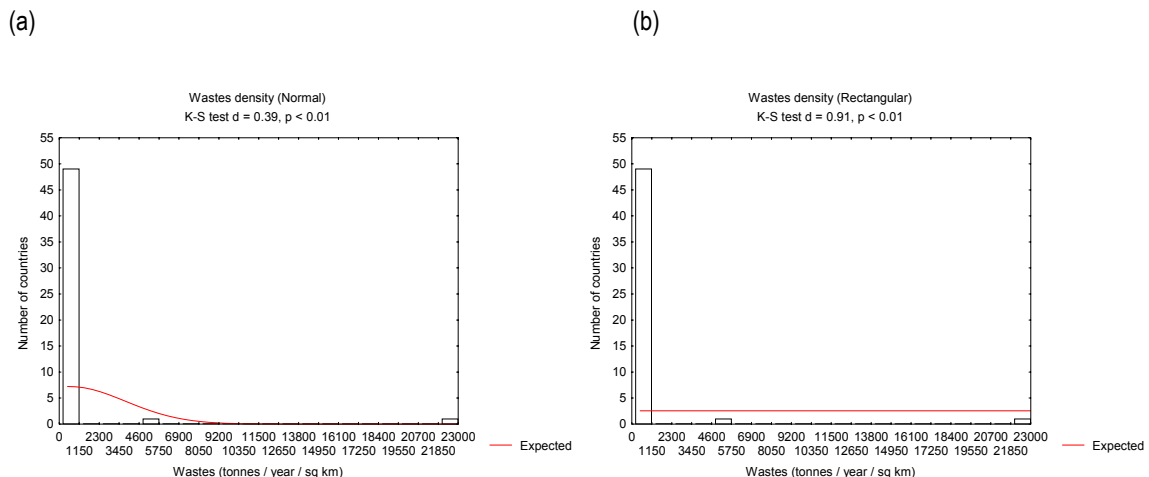 (a)
Wastes density (Normal)
K-S test d = 0.39, p < 0.01
Number of countries
55
50
45
40
35
30
25
20
15
10
5
0
0 2300 4600 6900 9200 11500 13800 16100 18400 20700 23000
1150 3450 5750 8050 10350 12650 14950 17250 19550 21850
Wastes (tonnes / year / sq km)
Expected
(b)
Wastes density (Rectangular)
K-S test d = 0.91, p < 0.01
Number of countries
55
50
45
40
35
30
25
20
15
10
5
0
0 2300 4600 6900 9200 11500 13800 16100 18400 20700 23000
1150 3450 5750 8050 10350 12650 14950 17250 19550 21850
Wastes (tonnes / year / sq km)
Expected